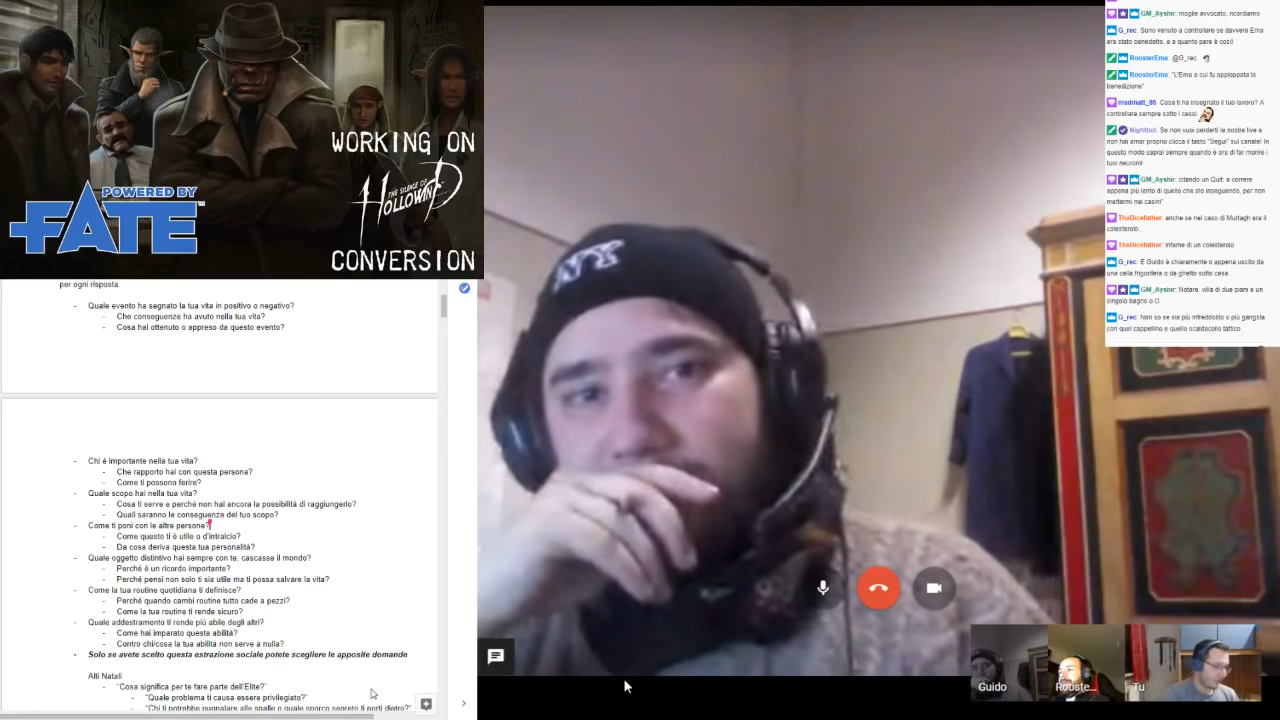 WORKING ON
THE SILENCE OF
HOLLOWIND
CONVERSION
POWERED BY
FATE
TM
per ogni risposta.
- Quale evento ha segnato la tua vita in positivo o negativo?
- Che conseguenze ha avuto nella tua vita?
- Cosa hai ottenuto o appreso da questo evento?
- Chi è importante nella tua vita?
- Che rapporto hai con questa persona?
- Come ti possono ferire?
- Quale scopo hai nella tua vita?
- Cosa ti serve e perché non hai ancora la possibilità di raggiungerlo?
- Quali saranno le conseguenze del tuo scopo?
- Come ti poni con le altre persone?
- Come questo ti è utile o d'intralcio?
- Da cosa deriva questa tua personalità?
- Quale oggetto distintivo hai sempre con te, cascasse il mondo?
- Perché è un ricordo importante?
- Perché pensi non solo ti sia utile ma ti possa salvare la vita?
- Come la tua routine quotidiana ti definisce?
- Perché quando cambi routine tutto cade a pezzi?
- Come la tua routine ti rende sicuro?
- Quale addestramento ti rende più abile degli altri?
- Come hai imparato questa abilità?
- Contro chi/cosa la tua abilità non serve a nulla?
- Solo se avete scelto questa estrazione sociale potete scegliere le apposite domande
Alti Natali
- "Cosa significa per te fare parte dell'Elite?"
- "Quale problema ti causa essere privilegiato?"
- "Chi ti potrebbe pugnalare alle spalle o quale sporco segreto ti porti dietro?"
GM_Ayshir: moglie avvocato, ricordiamo
G_rec: Sono venuto a controllare se davvero Ema
era stato benedetto, e a quanto pare è così!
RoosterEma: @G_rec
RoosterEma: "L'Ema a cui fu appioppata la
benedizione"
madmatt_86: Cosa ti ha insegnato il tuo lavoro? A
controllare sempre sotto i cessi
Nightbot: Se non vuoi perderti le nostre live e
non hai amor proprio clicca il tasto "Segui" sul canale! In
questo modo saprai sempre quando è ora di far morire i
tuoi neuroni!
GM_Ayshir: citando un Quit: a correre
appena più lento di quello che sto inseguendo, per non
mettermi nei casini"
TheDicefather: anche se nel caso di Murtagh era il
colesterolo...
TheDicefather: infame di un colesterolo
G_rec: E Guido è chiaramente o appena uscito da
una cella frigorifera o da ghetto sotto casa
GM_Ayshir: Notare, villa di due piani e un
singolo bagno o.O
G_rec: Non so se sia più infreddolito o più gangsta
con quel cappellino e quello scaldacollo tattico
Guido
Rooste...
Tu